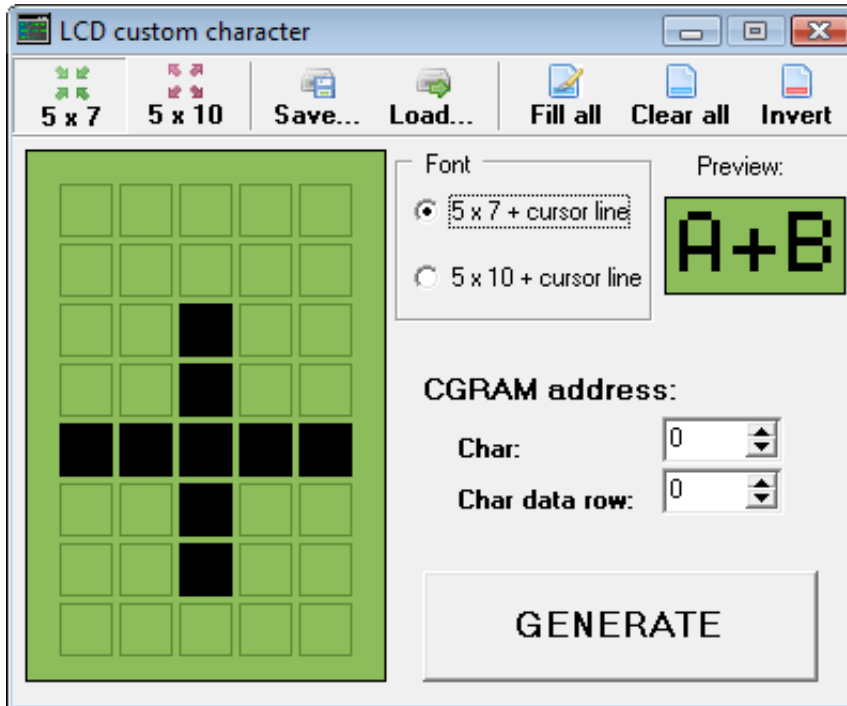 LCD custom character
5 x 7
5 x 10
Save...
Load...
Fill all
Clear all
Invert
Font
5 x 7 + cursor line
5 x 10 + cursor line
Preview:
A+B
CGRAM address:
Char:
0
Char data row:
0
GENERATE